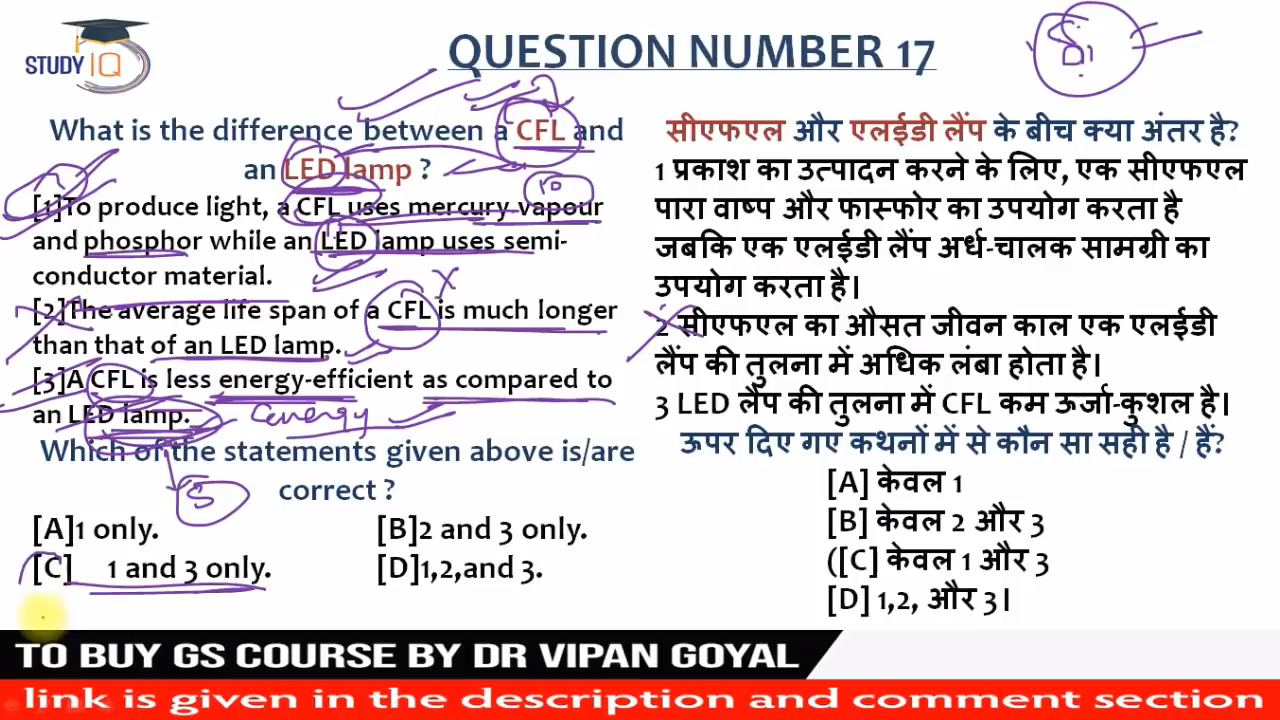 STUDY IQ
QUESTION NUMBER 17
What is the difference between a CFL and
an LED lamp ?
[1]To produce light, a CFL uses mercury vapour
and phosphor while an LED lamp uses semi-
conductor material.
[2]The average life span of a CFL is much longer
than that of an LED lamp.
[3]A CFL is less energy-efficient as compared to
an LED lamp.
energy
Which of the statements given above is/are
correct ?
[A]1 only.
[B]2 and 3 only.
[C] 1 and 3 only.
[D]1,2,and 3.
सीएफएल और एलईडी लैंप के बीच क्या अंतर है?
1 प्रकाश का उत्पादन करने के लिए, एक सीएफएल
पारा वाष्प और फास्फोर का उपयोग करता है
जबकि एक एलईडी लैंप अर्ध-चालक सामग्री का
उपयोग करता है।
2 सीएफएल का औसत जीवन काल एक एलईडी
लैंप की तुलना में अधिक लंबा होता है।
3 LED लैंप की तुलना में CFL कम ऊर्जा-कुशल है।
ऊपर दिए गए कथनों में से कौन सा सही है / हैं?
[A] केवल 1
[B] केवल 2 और 3
([C] केवल 1 और 3
[D] 1,2, और 3।
TO BUY GS COURSE BY DR VIPAN GOYAL
link is given in the description and comment section